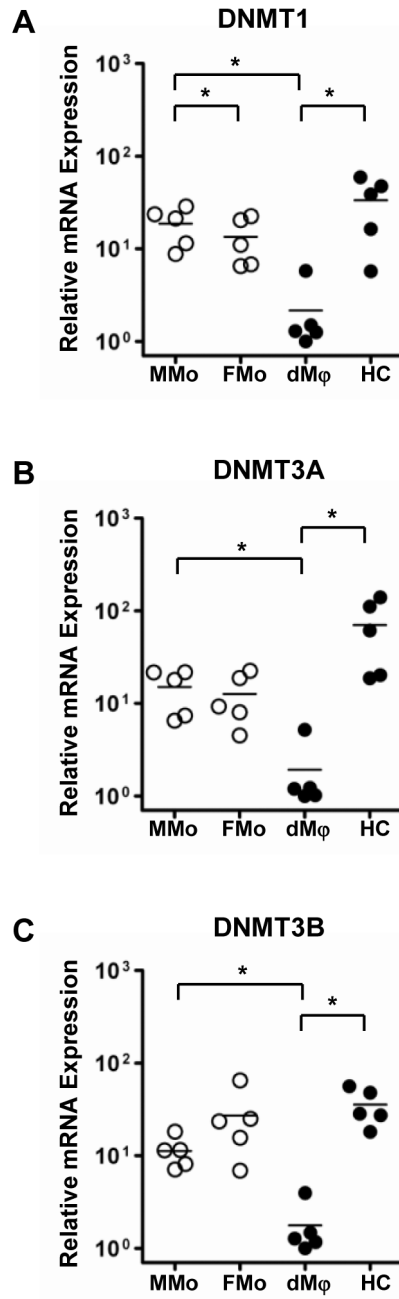 A
DNMT1
*
*
*
Relative mRNA Expression
10³
10²
10¹
10⁰
MMo FMo dMφ HC
B
DNMT3A
*
*
Relative mRNA Expression
10³
10²
10¹
10⁰
MMo FMo dMφ HC
C
DNMT3B
*
*
Relative mRNA Expression
10³
10²
10¹
10⁰
MMo FMo dMφ HC